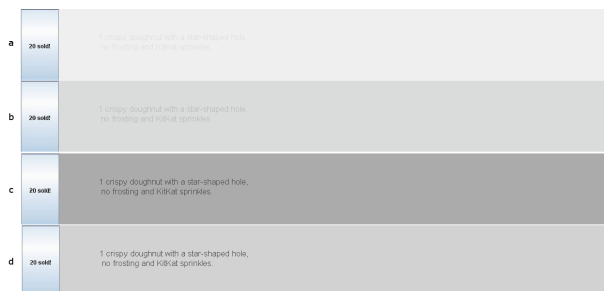 a
20 sold!
1 crispy doughnut with a star-shaped hole,
no frosting and KitKat sprinkles.
b
20 sold!
1 crispy doughnut with a star-shaped hole,
no frosting and KitKat sprinkles.
c
20 sold!
1 crispy doughnut with a star-shaped hole,
no frosting and KitKat sprinkles.
d
20 sold!
1 crispy doughnut with a star-shaped hole,
no frosting and KitKat sprinkles.